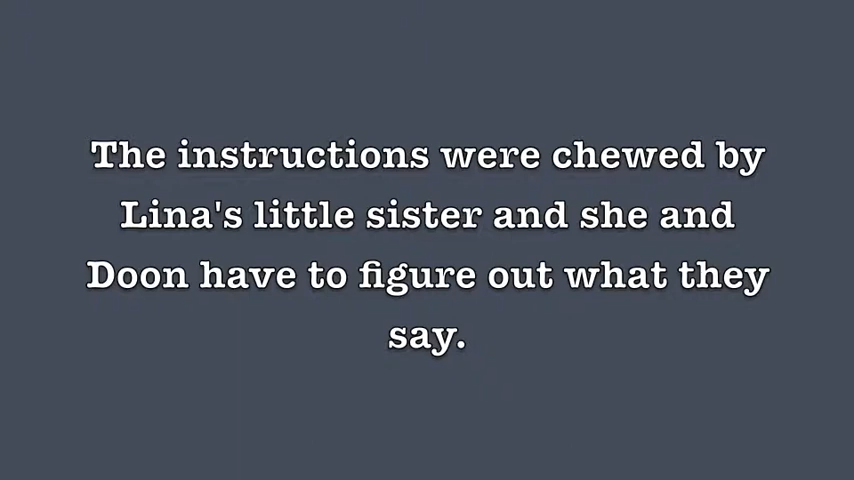 The instructions were chewed by
Lina's little sister and she and
Doon have to figure out what they
say.